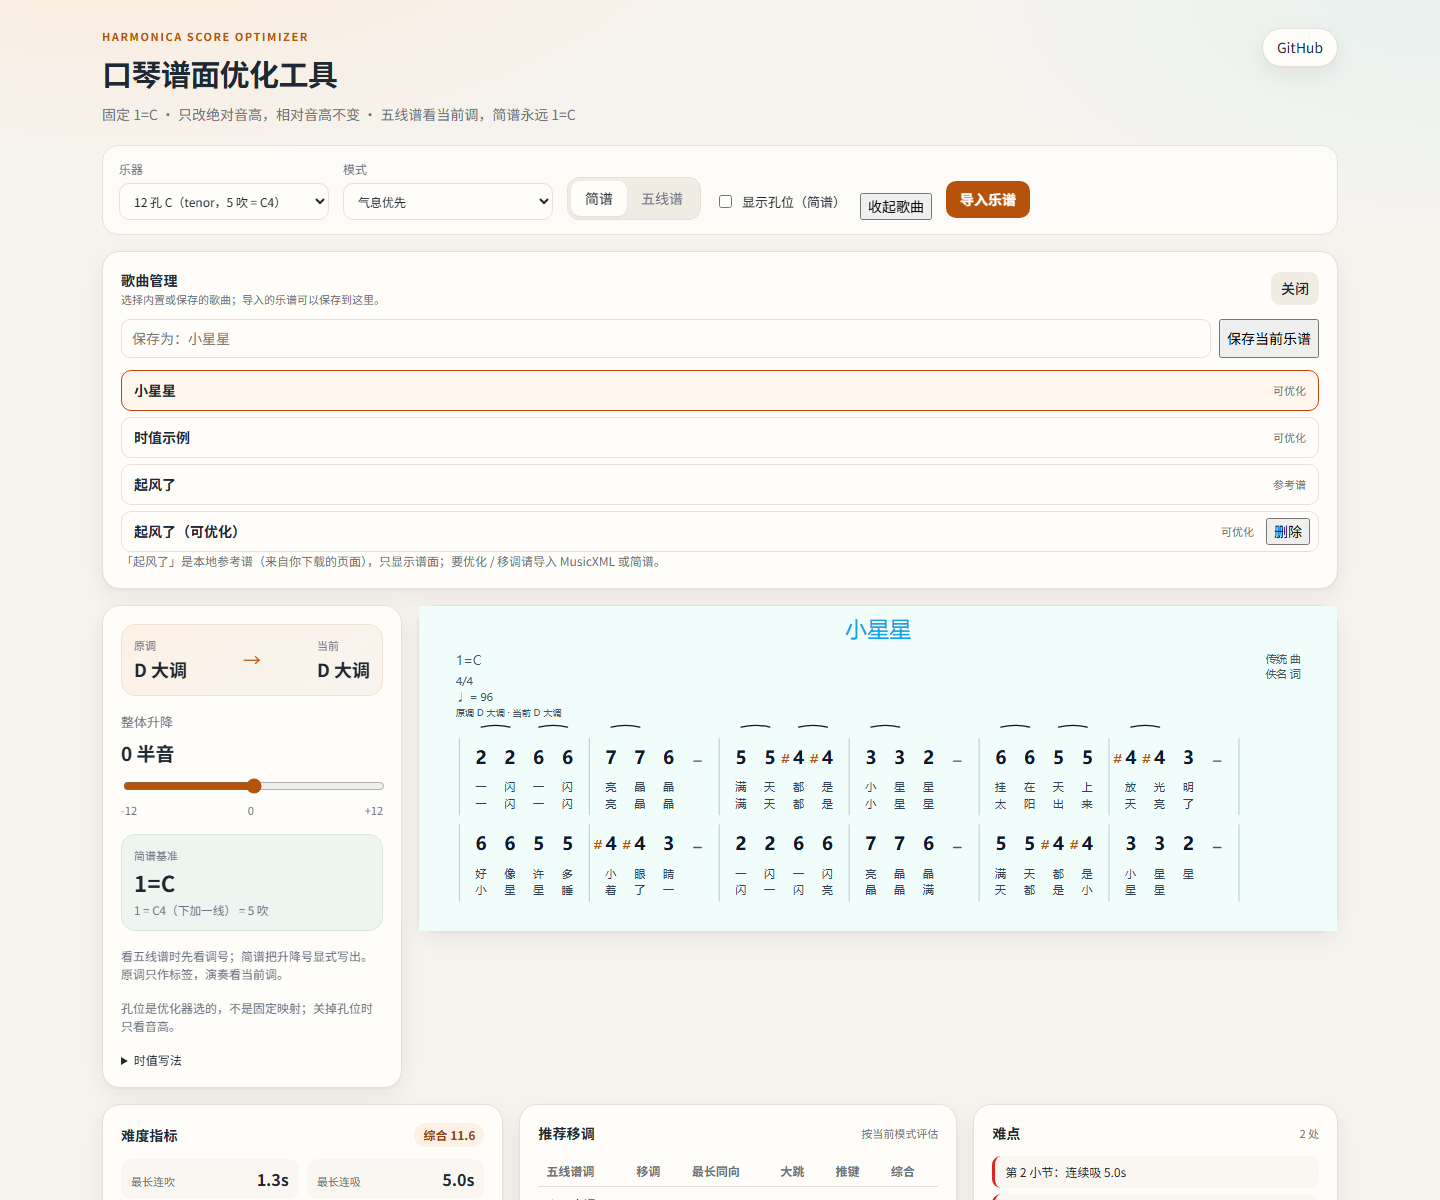 HARMONICA SCORE OPTIMIZER
GitHub
口琴谱面优化工具
固定 1=C · 只改绝对音高，相对音高不变 · 五线谱看当前调，简谱永远 1=C
乐器
模式
12 孔 C（tenor，5 吹 = C4）
气息优先
简谱
五线谱
显示孔位（简谱）
收起歌曲
导入乐谱
歌曲管理
选择内置或保存的歌曲；导入的乐谱可以保存到这里。
关闭
保存为：小星星
保存当前乐谱
小星星
可优化
时值示例
可优化
起风了
参考谱
起风了（可优化）
可优化
删除
「起风了」是本地参考谱（来自你下载的页面），只显示谱面；要优化 / 移调请导入 MusicXML 或简谱。
原调
当前
D 大调
→
D 大调
整体升降
0 半音
-12
0
+12
简谱基准
1=C
1 = C4（下加一线） = 5 吹
看五线谱时先看调号；简谱把升降号显式写出。
原调只作标签，演奏看当前调。
孔位是优化器选的，不是固定映射；关掉孔位时
只看音高。
▶ 时值写法
小星星
1=C
4/4
♩ = 96
原调 D 大调 · 当前 D 大调
传统 曲
佚名 词
2 2 6 6 7 7 6 – 5 5 #4 #4 3 3 2 – 6 6 5 5 #4 #4 3 –
一 闪 一 闪 亮 晶 晶 满 天 都 是 小 星 星 挂 在 天 上 放 光 明
一 闪 一 闪 亮 晶 晶 满 天 都 是 小 星 星 太 阳 出 来 天 亮 了
6 6 5 5 #4 #4 3 – 2 2 6 6 7 7 6 – 5 5 #4 #4 3 3 2 –
好 像 许 多 小 眼 睛 一 闪 一 闪 亮 晶 晶 满 天 都 是 小 星 星
小 星 星 睡 着 了 一 闪 一 闪 亮 晶 晶 满 天 都 是 小 星 星
难度指标
综合 11.6
最长连吹
1.3s
最长连吸
5.0s
推荐移调
按当前模式评估
五线谱调
移调
最长同向
大跳
推键
综合
难点
2 处
第 2 小节：连续吸 5.0s